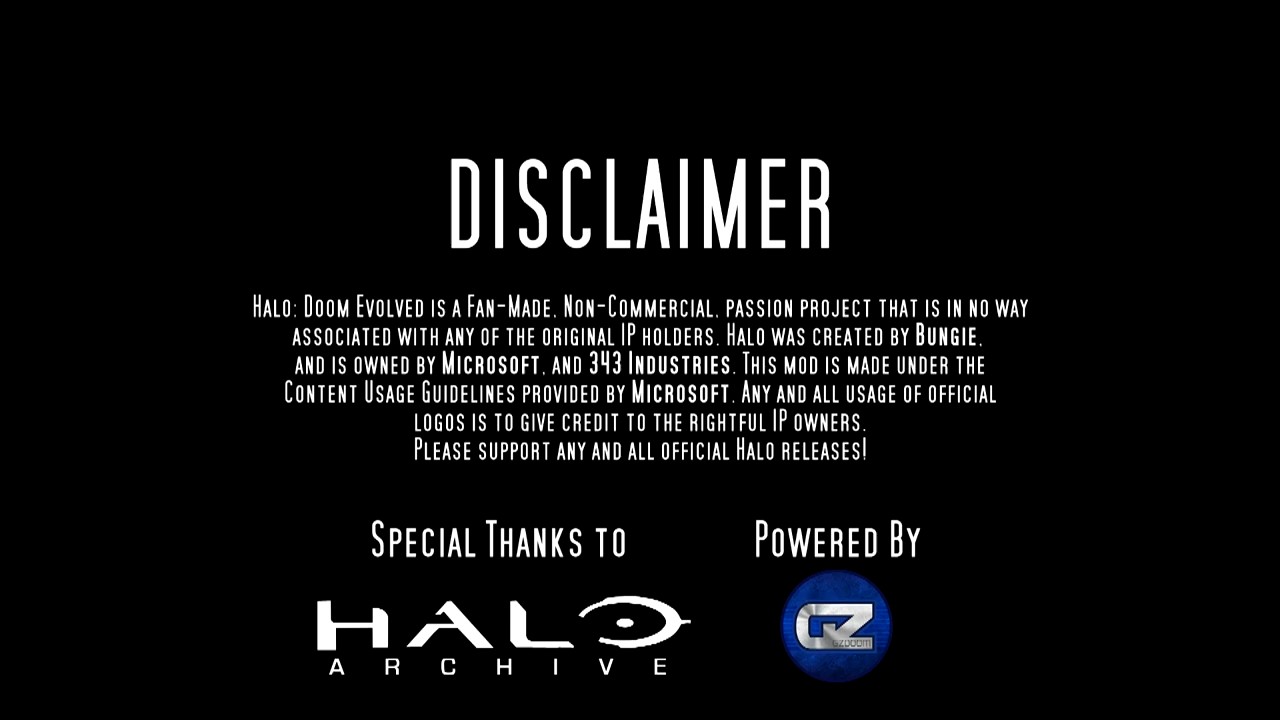 DISCLAIMER
Halo: Doom Evolved is a Fan-Made, Non-Commercial, passion project that is in no way
associated with any of the original IP holders. Halo was created by Bungie,
and is owned by Microsoft, and 343 Industries. This mod is made under the
Content Usage Guidelines provided by Microsoft. Any and all usage of official
logos is to give credit to the rightful IP owners.
Please support any and all official Halo releases!
Special Thanks to
HALO
ARCHIVE
Powered By
GZ
GZDOOM